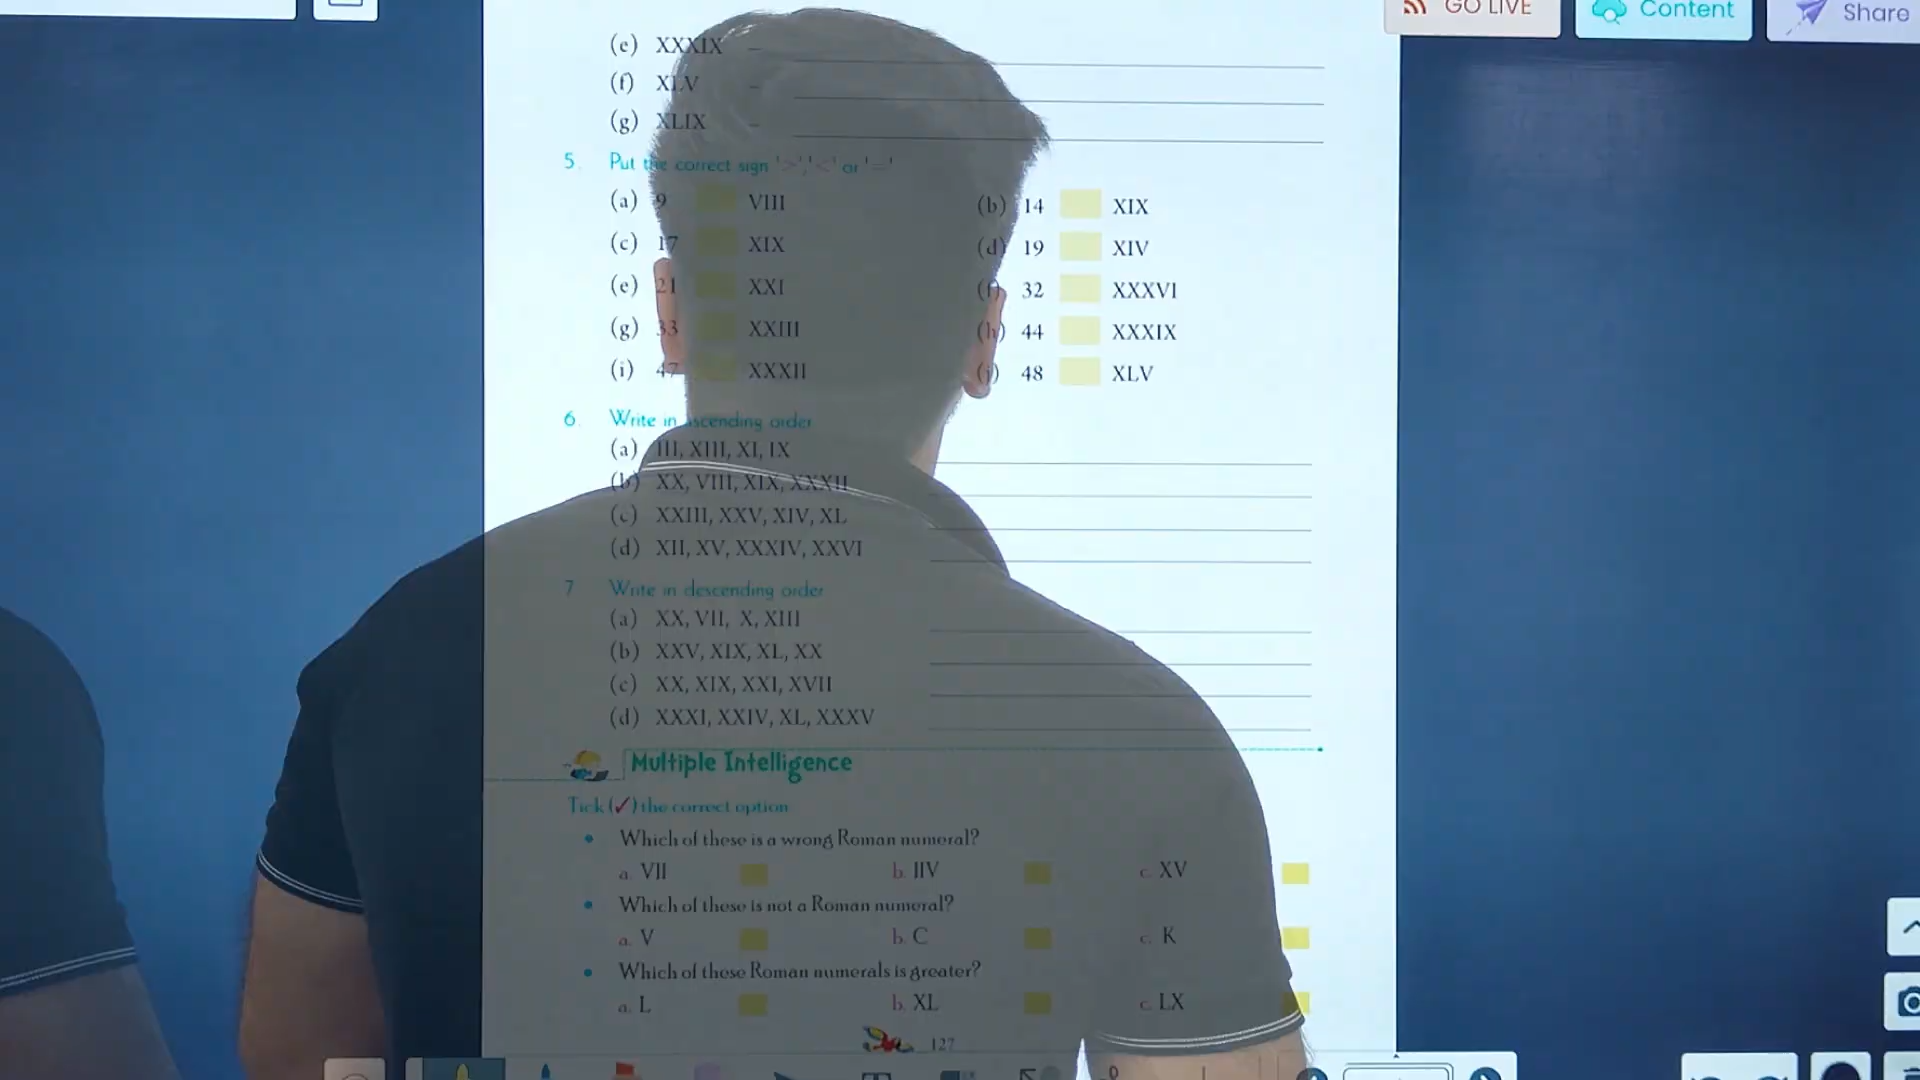 GO LIVE Content Share
(e) XXXIX –
(f) XLV –
(g) XLIX –
5. Put the correct sign '>','<' or '='
(a) 9 VIII (b) 14 XIX
(c) 17 XIX (d) 19 XIV
(e) 21 XXI (f) 32 XXXVI
(g) 33 XXIII (h) 44 XXXIX
(i) 47 XXXII (j) 48 XLV
6. Write in ascending order
(a) III, XIII, XI, IX
(b) XX, VIII, XIX, XXXII
(c) XXIII, XXV, XIV, XL
(d) XII, XV, XXXIV, XXVI
7 Write in descending order
(a) XX, VII, X, XIII
(b) XXV, XIX, XL, XX
(c) XX, XIX, XXI, XVII
(d) XXXI, XXIV, XL, XXXV
Multiple Intelligence
Tick (✓) the correct option
• Which of these is a wrong Roman numeral?
a. VII b. IIV c. XV
• Which of these is not a Roman numeral?
a. V b. C c. K
• Which of these Roman numerals is greater?
a. L b. XL c. LX
127